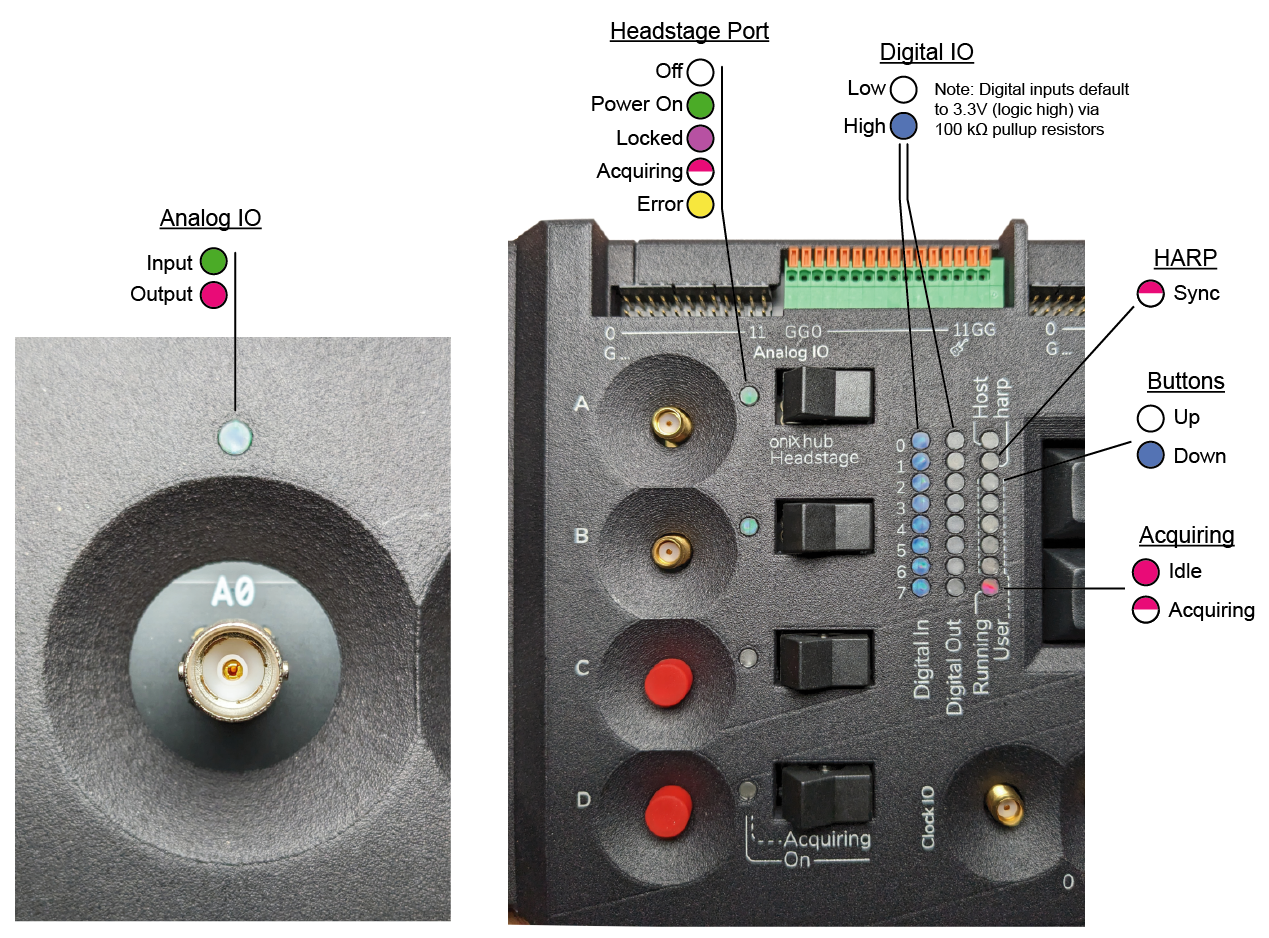 Headstage Port
Off
Power On
Locked
Acquiring
Error
Digital IO
Low
High
Note: Digital inputs default
to 3.3V (logic high) via
100 kΩ pullup resistors
Analog IO
Input
Output
HARP
Sync
Buttons
Up
Down
Acquiring
Idle
Acquiring
A0
0 11 GG0 11GG 0
G... G...
Analog IO
A
onix hub
Headstage
Host
harp
0
1
2
3
4
5
6
7
B
Digital In
Digital Out
Running
User
C
D
Acquiring
On
Clock IO
0